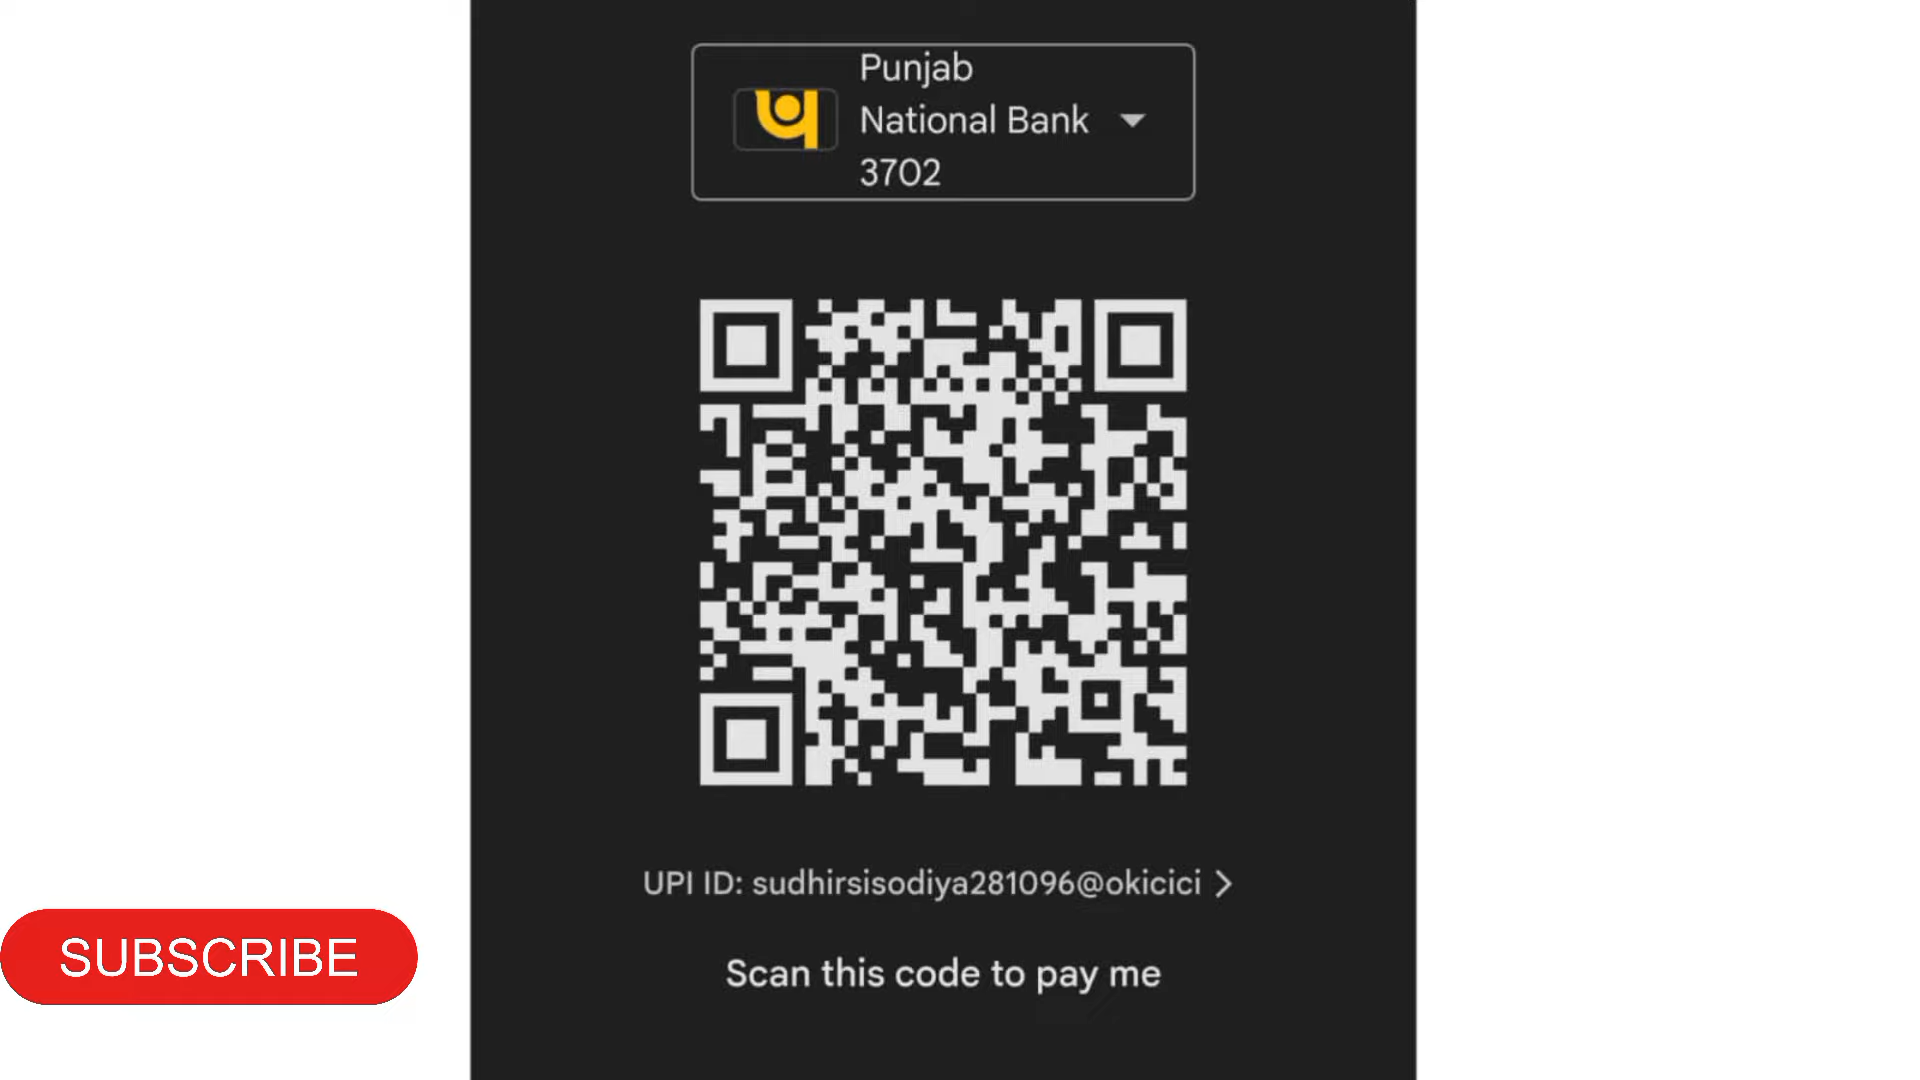 Punjab
National Bank
3702
UPI ID: sudhirsisodiya281096@okicici
SUBSCRIBE
Scan this code to pay me